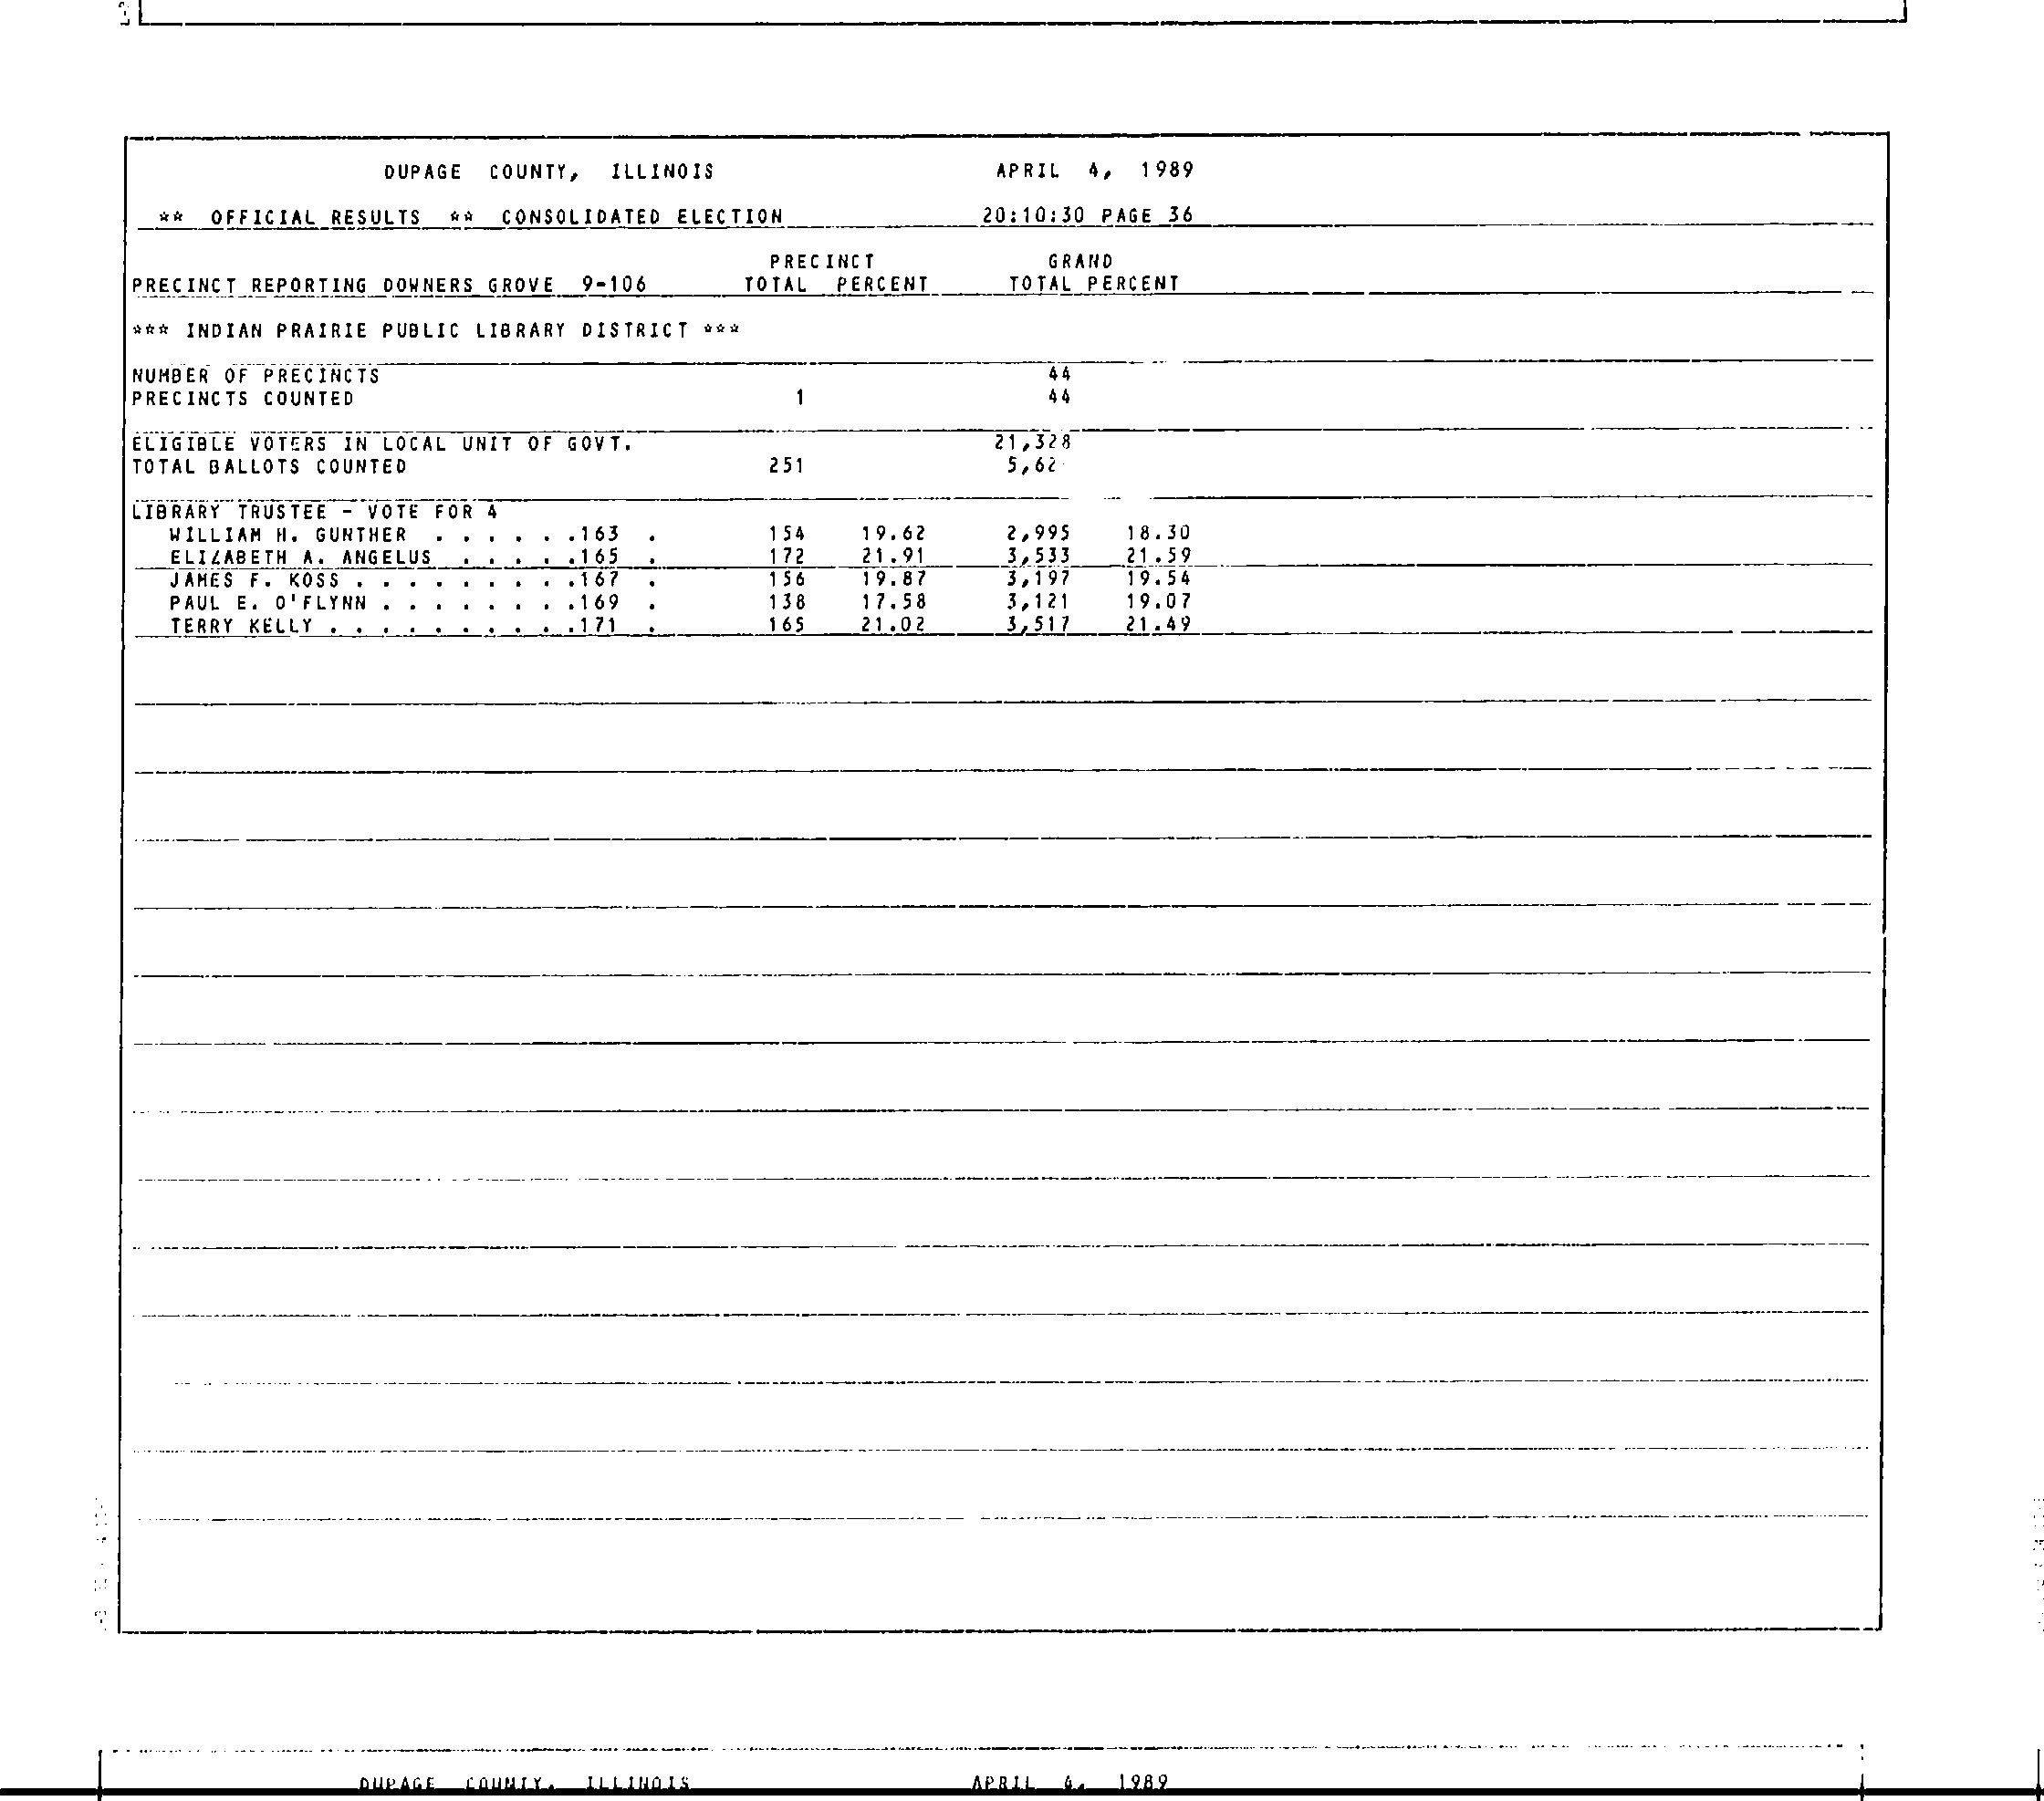 DUPAGE COUNTY, ILLINOIS APRIL 4, 1989
** OFFICIAL RESULTS ** CONSOLIDATED ELECTION 20:10:30 PAGE 36
PRECINCT GRAND
PRECINCT REPORTING DOWNERS GROVE 9-106 TOTAL PERCENT TOTAL PERCENT
*** INDIAN PRAIRIE PUBLIC LIBRARY DISTRICT ***
NUMBER OF PRECINCTS 44
PRECINCTS COUNTED 1 44
ELIGIBLE VOTERS IN LOCAL UNIT OF GOVT. 21,328
TOTAL BALLOTS COUNTED 251
LIBRARY TRUSTEE - VOTE FOR 4
WILLIAM H. GUNTHER . . . . . .163 . 154 19.62 2,995 18.30
ELIZABETH A. ANGELUS . . . . .165 . 172 21.91 3,533 21.59
JAMES F. KOSS . . . . . . . . .167 . 156 19.87 3,197 19.54
PAUL E. O'FLYNN . . . . . . . .169 . 138 17.58 3,121 19.07
TERRY KELLY . . . . . . . . . .171 . 165 21.02 3,517 21.49
DUPAGE COUNTY, ILLINOIS APRIL 4, 1989